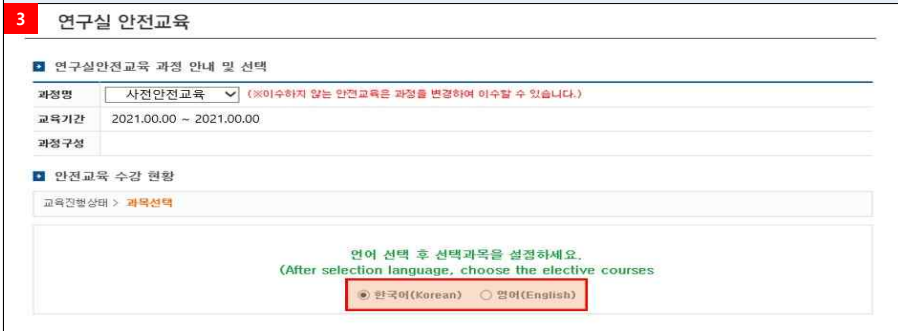 3 연구실 안전교육
연구실안전교육 과정 안내 및 선택
과정명 사전안전교육 (※이수하지 않는 안전교육은 과정을 변경하여 이수할 수 있습니다.)
교육기간 2021.00.00 ~ 2021.00.00
과정구성
안전교육 수강 현황
교육진행상태 > 과목선택
언어 선택 후 선택과목을 설정하세요.
(After selection language, choose the elective courses
한국어(Korean) 영어(English)